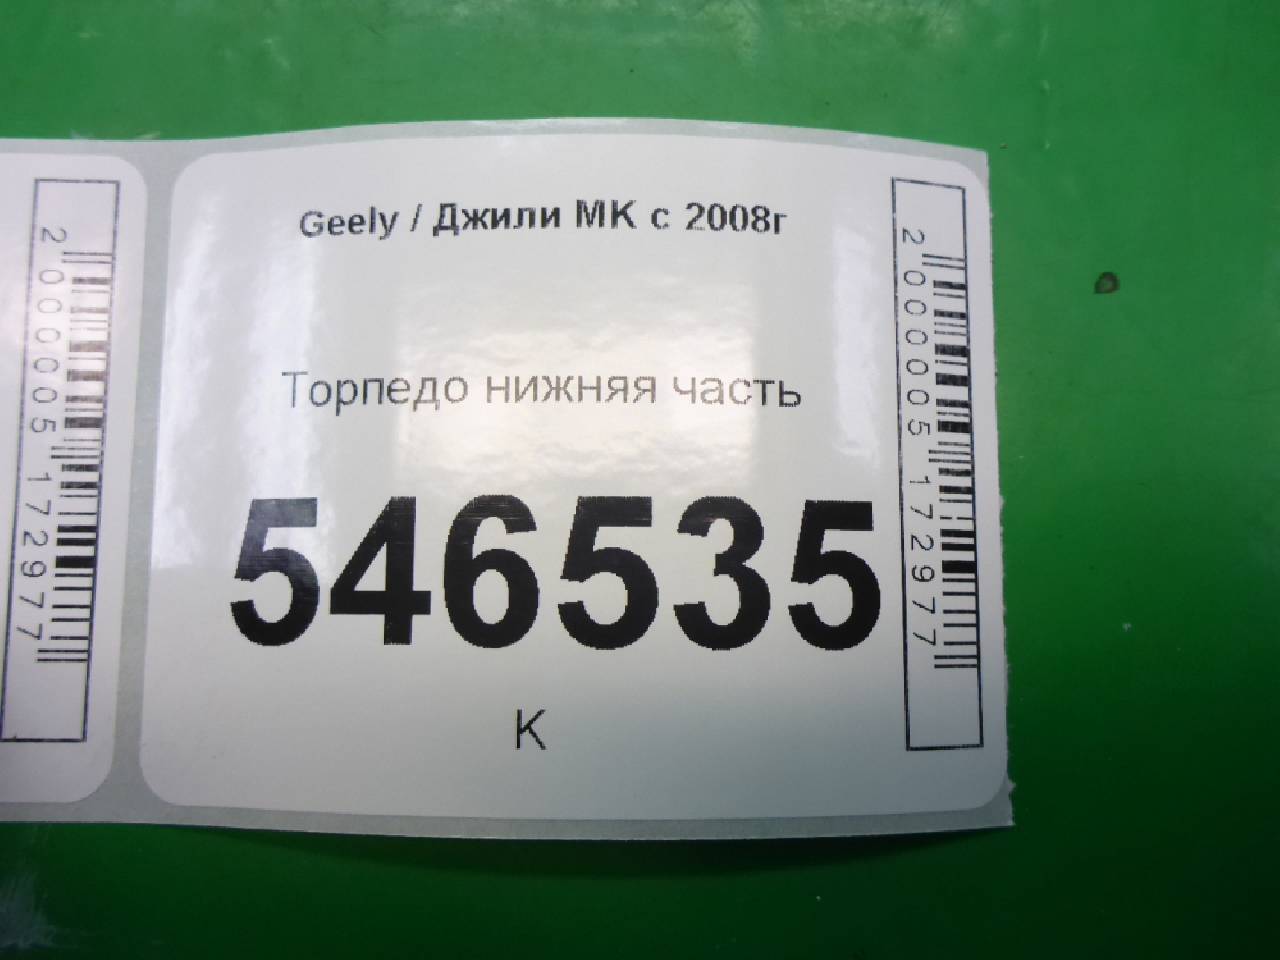 2000005172977
Geely / Джили МК с 2008г
Торпедо нижняя часть
546535
К
2000005172977